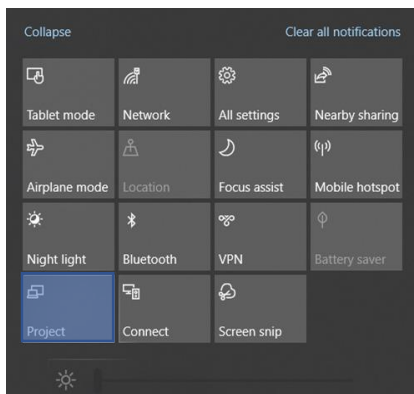 Collapse Clear all notifications
Tablet mode Network All settings Nearby sharing
Airplane mode Location Focus assist Mobile hotspot
Night light Bluetooth VPN Battery saver
Project Connect Screen snip